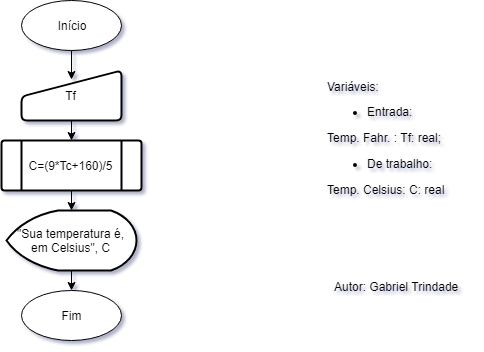 Início
Tf
C=(9*Tc+160)/5
"Sua temperatura é,
em Celsius", C
Fim
Variáveis:
• Entrada:
Temp. Fahr. : Tf: real;
• De trabalho:
Temp. Celsius: C: real
Autor: Gabriel Trindade